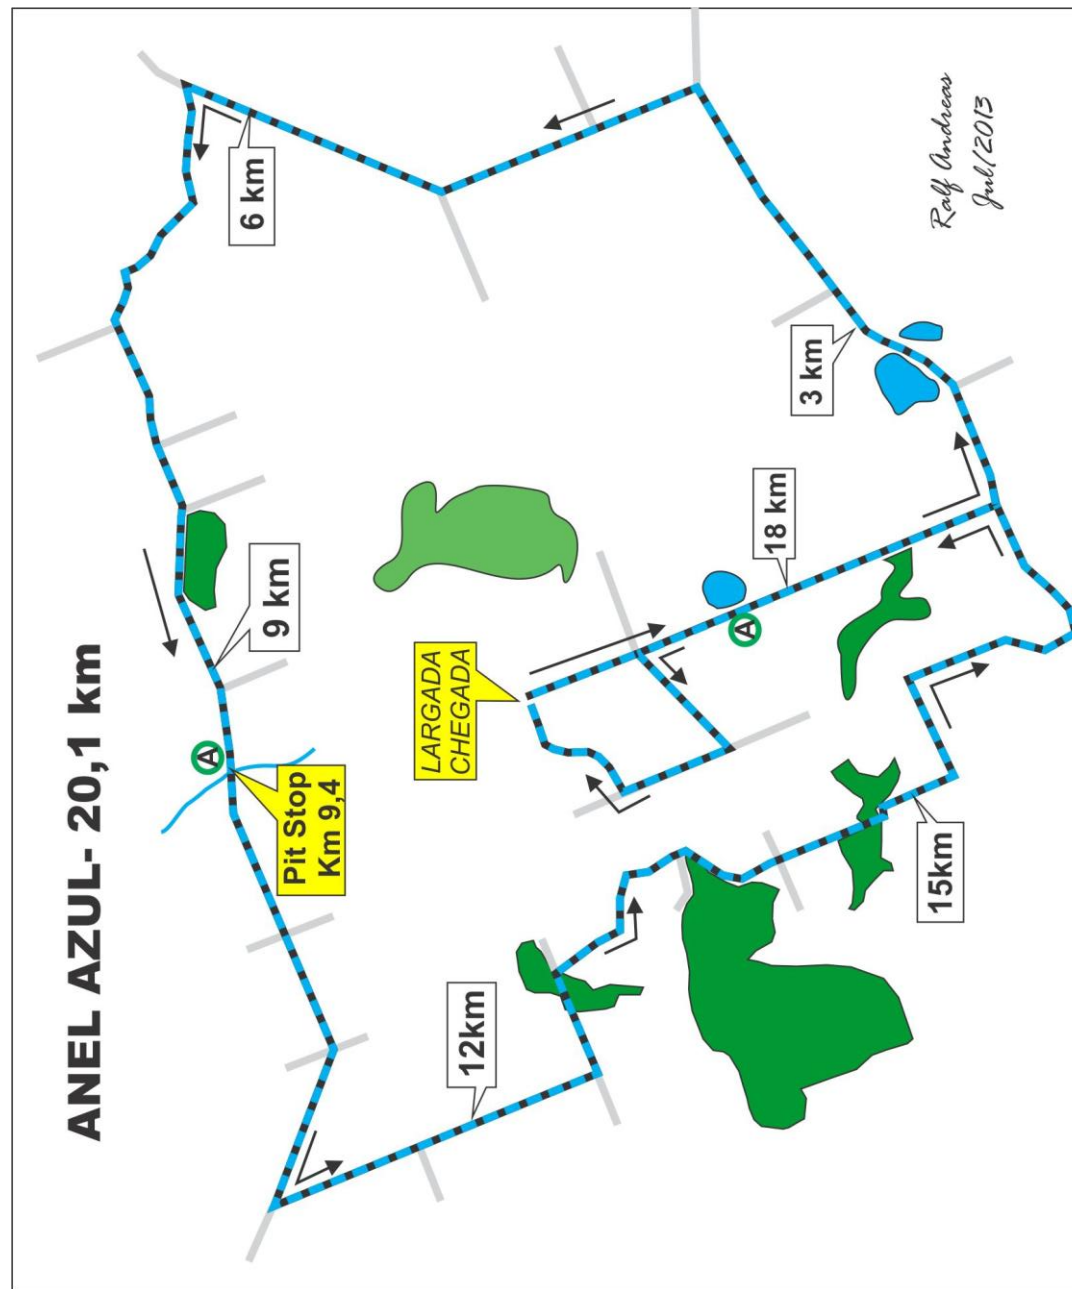 ANEL AZUL- 20,1 km
6 km
9 km
A
Pit Stop
Km 9,4
LARGADA
CHEGADA
12km
3 km
18 km
A
15km
Ralf Andreas
Jul/2013